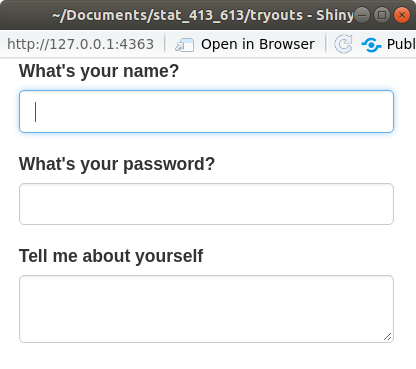 ~/Documents/stat_413_613/tryouts - Shiny
http://127.0.0.1:4363 Open in Browser Publ
What's your name?
What's your password?
Tell me about yourself